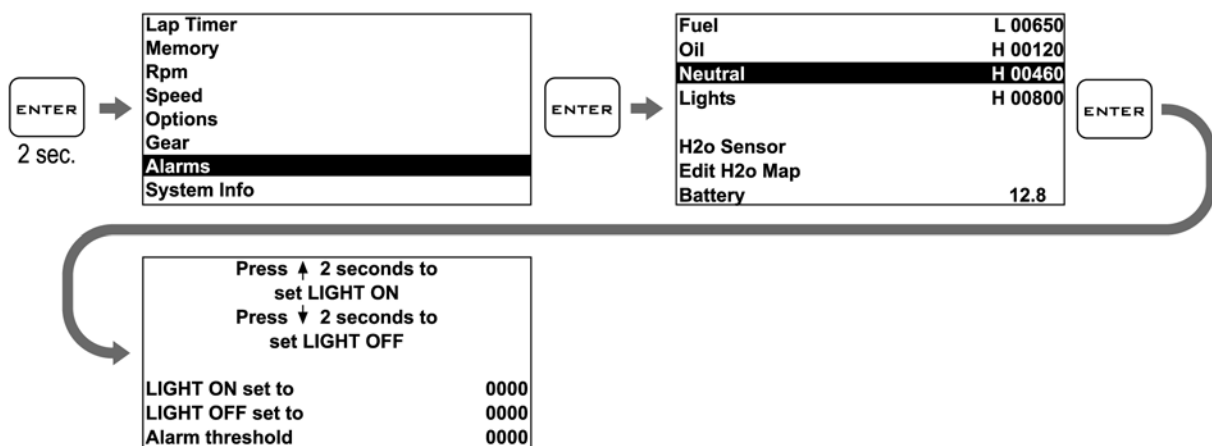 ENTER
2 sec.
Lap Timer
Memory
Rpm
Speed
Options
Gear
Alarms
System Info
ENTER
Fuel L 00650
Oil H 00120
Neutral H 00460
Lights H 00800
H2o Sensor
Edit H2o Map
Battery 12.8
ENTER
Press ↑ 2 seconds to
set LIGHT ON
Press ↓ 2 seconds to
set LIGHT OFF
LIGHT ON set to 0000
LIGHT OFF set to 0000
Alarm threshold 0000